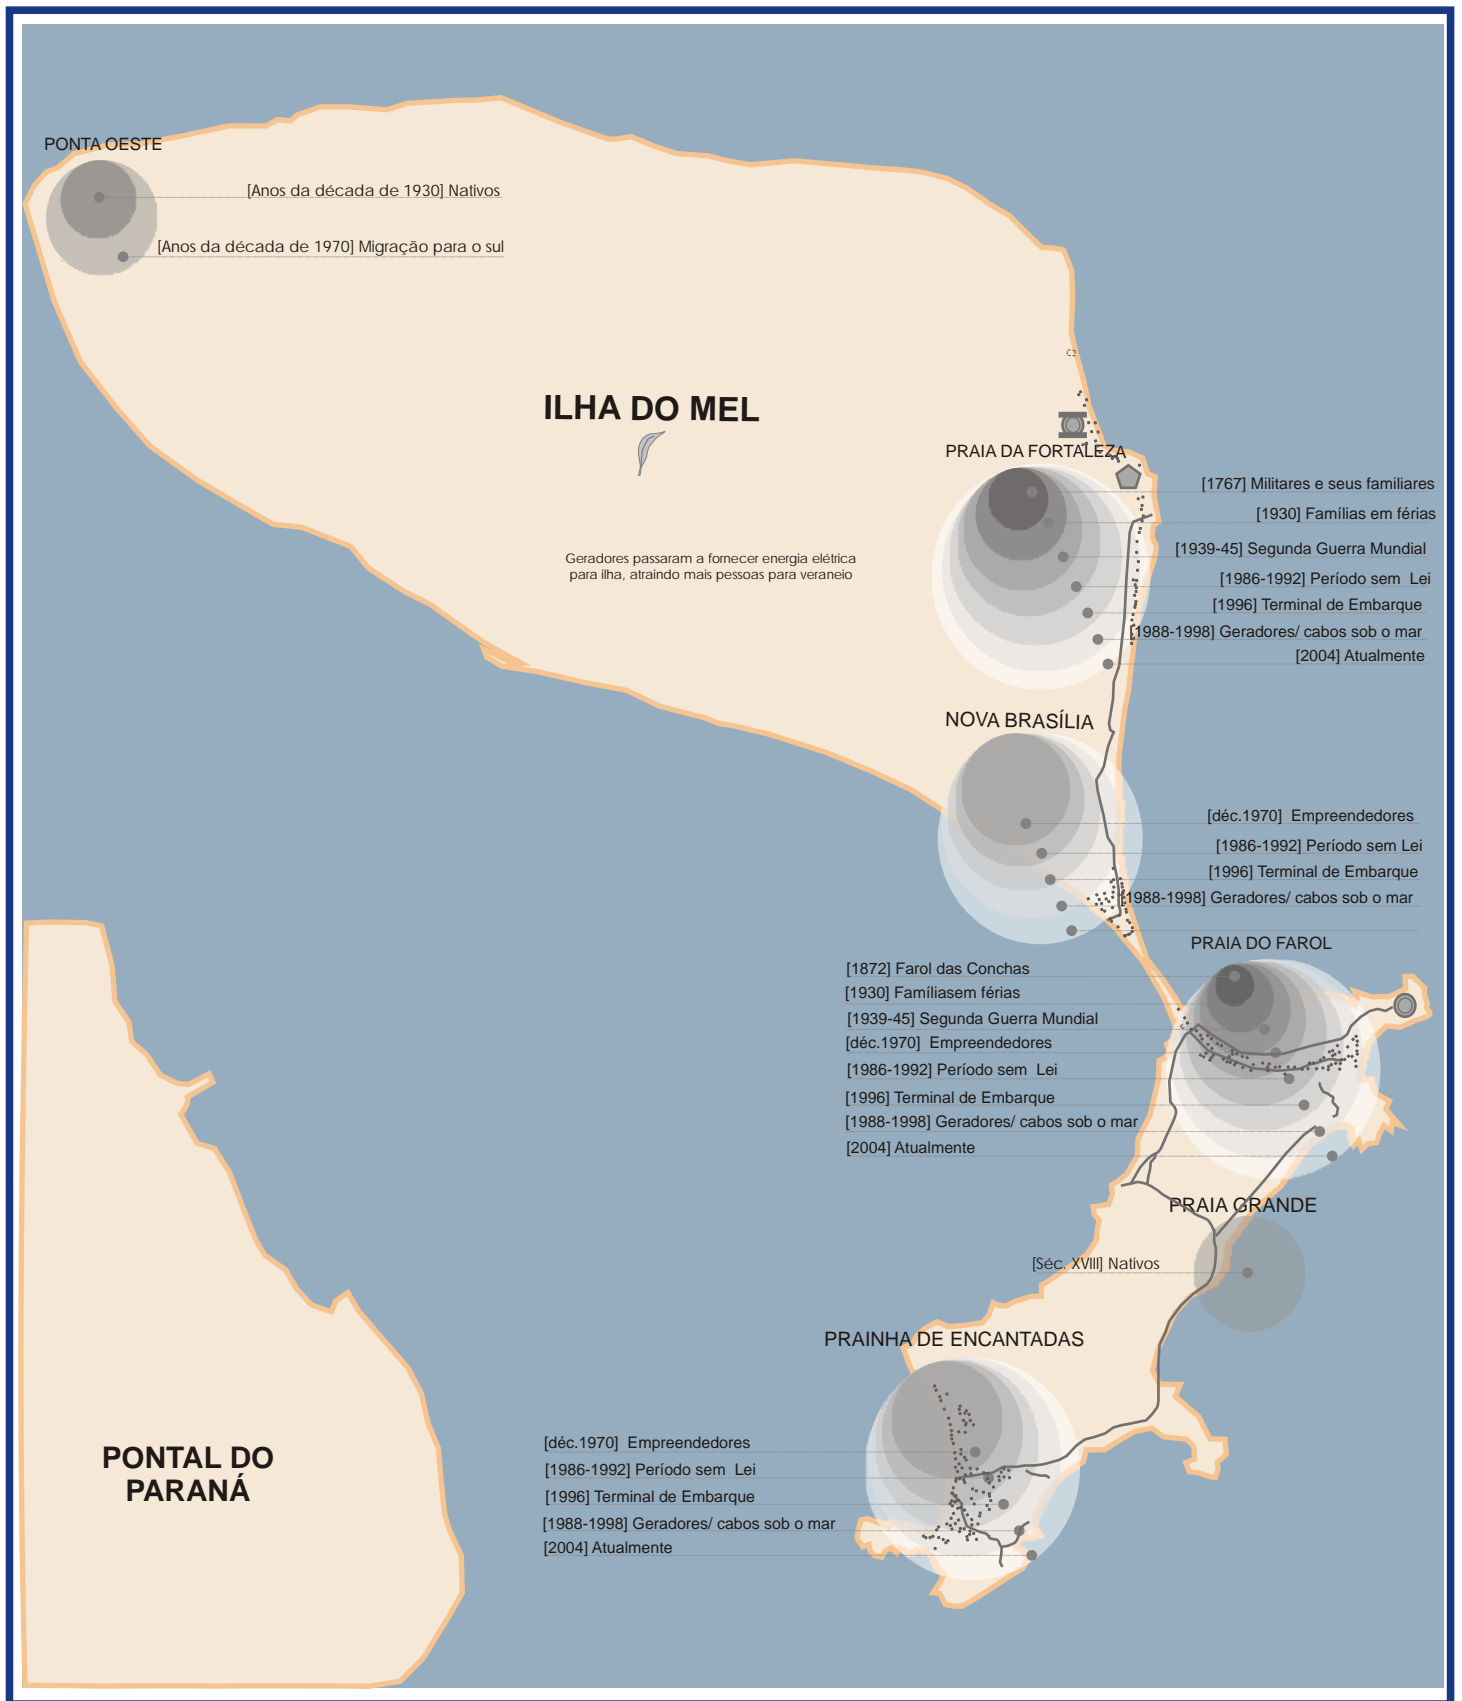 PONTA OESTE
[Anos da década de 1930] Nativos
[Anos da década de 1970] Migração para o sul
ILHA DO MEL
PRAIA DA FORTALEZA
[1767] Militares e seus familiares
[1930] Famílias em férias
[1939-45] Segunda Guerra Mundial
[1986-1992] Período sem Lei
[1996] Terminal de Embarque
[1988-1998] Geradores/ cabos sob o mar
[2004] Atualmente
Geradores passaram a fornecer energia elétrica
para ilha, atraindo mais pessoas para veraneio
NOVA BRASÍLIA
[déc.1970] Empreendedores
[1986-1992] Período sem Lei
[1996] Terminal de Embarque
[1988-1998] Geradores/ cabos sob o mar
PRAIA DO FAROL
[1872] Farol das Conchas
[1930] Famíliasem férias
[1939-45] Segunda Guerra Mundial
[déc.1970] Empreendedores
[1986-1992] Período sem Lei
[1996] Terminal de Embarque
[1988-1998] Geradores/ cabos sob o mar
[2004] Atualmente
PRAIA GRANDE
[Séc. XVIII] Nativos
PRAINHA DE ENCANTADAS
[déc.1970] Empreendedores
[1986-1992] Período sem Lei
[1996] Terminal de Embarque
[1988-1998] Geradores/ cabos sob o mar
[2004] Atualmente
PONTAL DO
PARANÁ